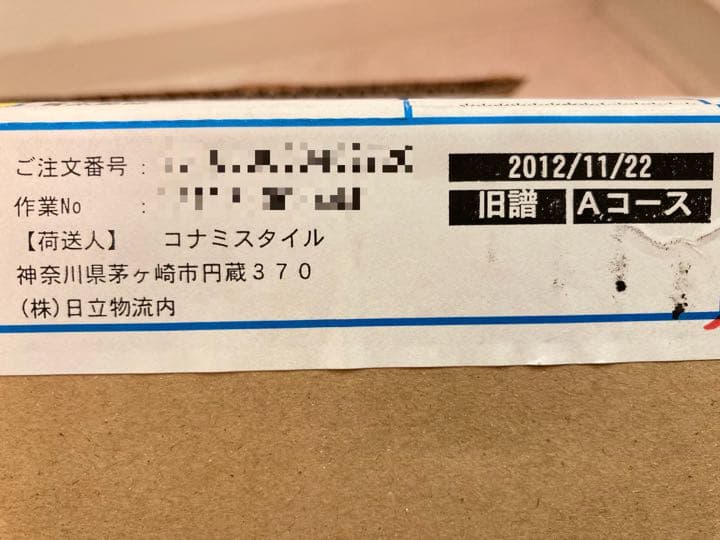 ご注文番号：
2012/11/22
作業No　　：
旧譜　Aコース
【荷送人】　　コナミスタイル
神奈川県茅ヶ崎市円蔵３７０
(株)日立物流内